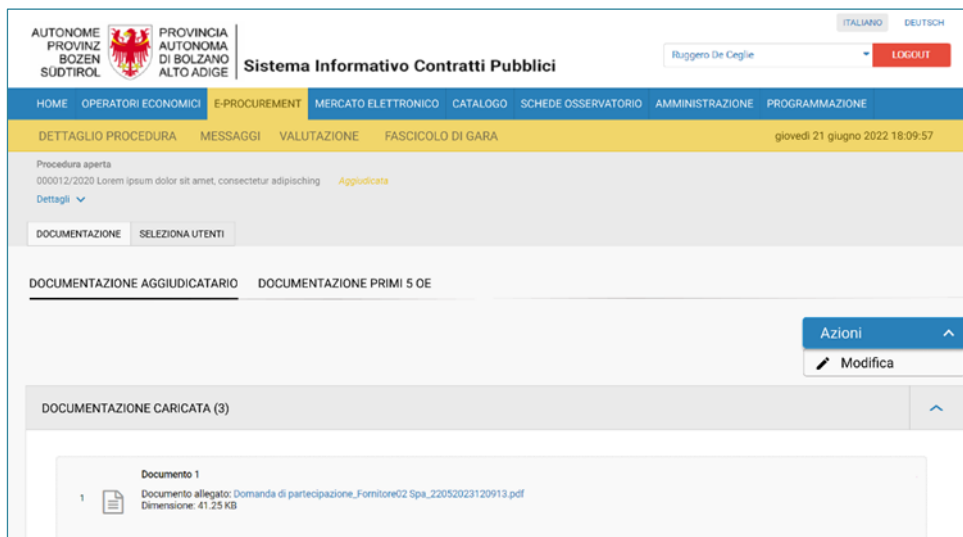 ITALIANO DEUTSCH
AUTONOME PROVINCIA
PROVINZ AUTONOMA
BOZEN DI BOLZANO
SÜDTIROL ALTO ADIGE
Sistema Informativo Contratti Pubblici
Ruggero De Ceglie
LOGOUT
HOME OPERATORI ECONOMICI E-PROCUREMENT MERCATO ELETTRONICO CATALOGO SCHEDE OSSERVATORIO AMMINISTRAZIONE PROGRAMMAZIONE
DETTAGLIO PROCEDURA MESSAGGI VALUTAZIONE FASCICOLO DI GARA giovedì 21 giugno 2022 18:09:57
Procedura aperta
000012/2020 Lorem ipsum dolor sit amet, consectetur adipisching Aggiudicata
Dettagli
DOCUMENTAZIONE SELEZIONA UTENTI
DOCUMENTAZIONE AGGIUDICATARIO DOCUMENTAZIONE PRIMI 5 OE
Azioni
Modifica
DOCUMENTAZIONE CARICATA (3)
Documento 1
1 Documento allegato: Domanda di partecipazione_Fornitore02 Spa_22052023120913.pdf
Dimensione: 41.25 KB